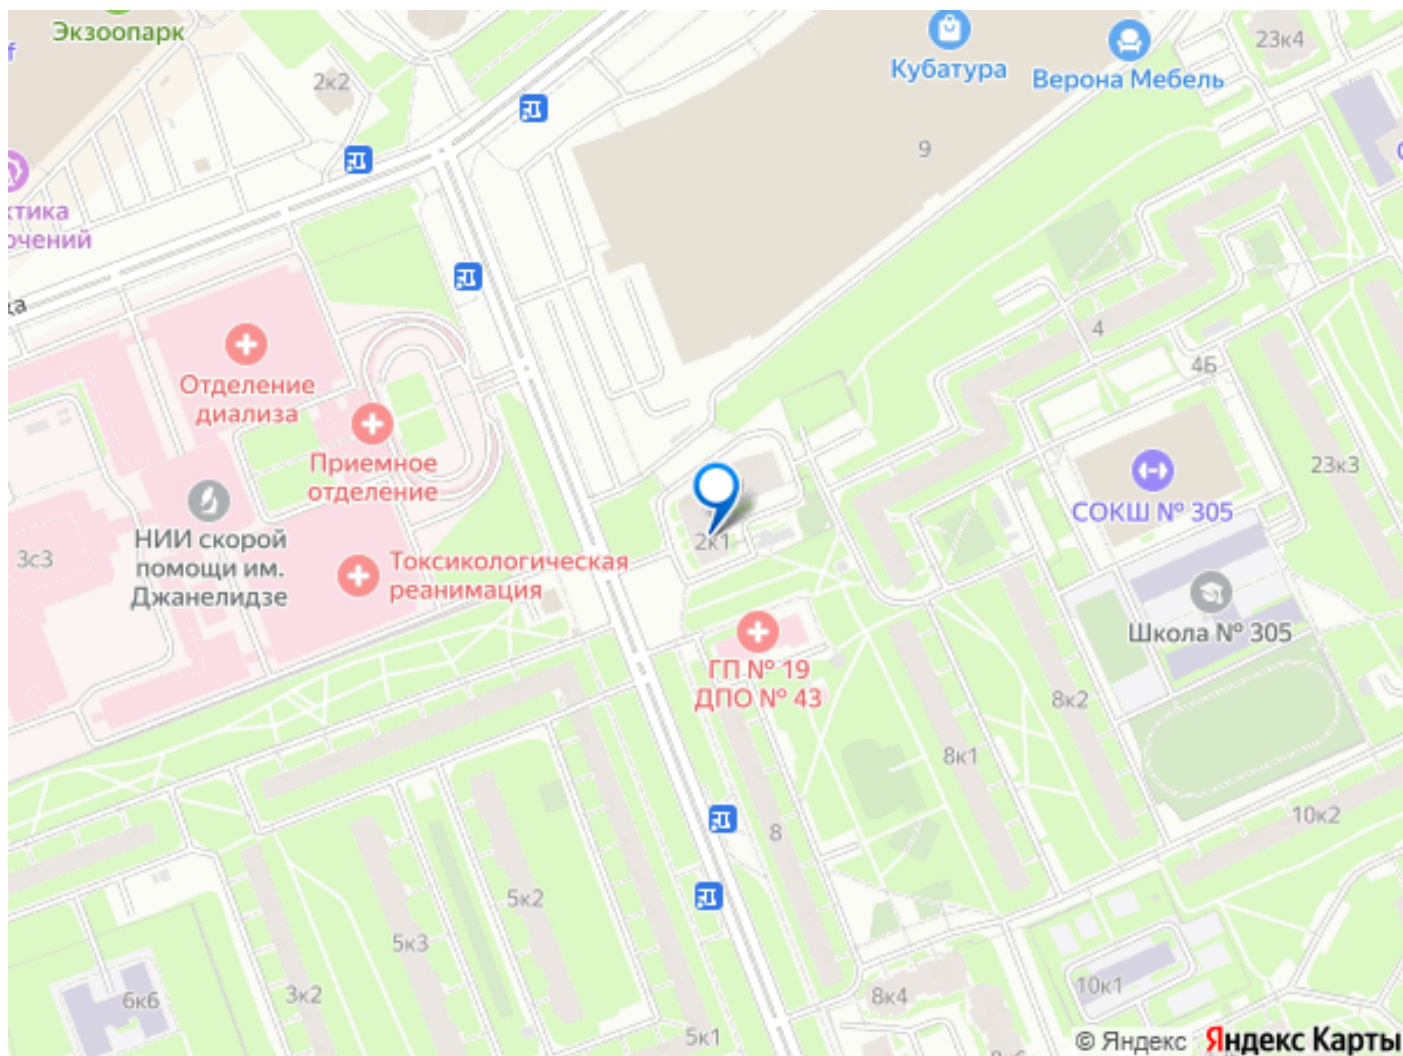 Экзоопарк
f
2к2
Кубатура
Верона Мебель
23к4
9
ктика
очений
ка
4
4Б
Отделение
диализа
Приемное
отделение
23к3
СОКШ № 305
2к1
НИИ скорой
помощи им.
Джанелидзе
3с3
Токсикологическая
реанимация
Школа № 305
ГП № 19
ДПО № 43
8к2
8к1
8
10к2
5к2
5к3
3к2
6к6
8к4
10к1
5к1
© Яндекс Яндекс Карты